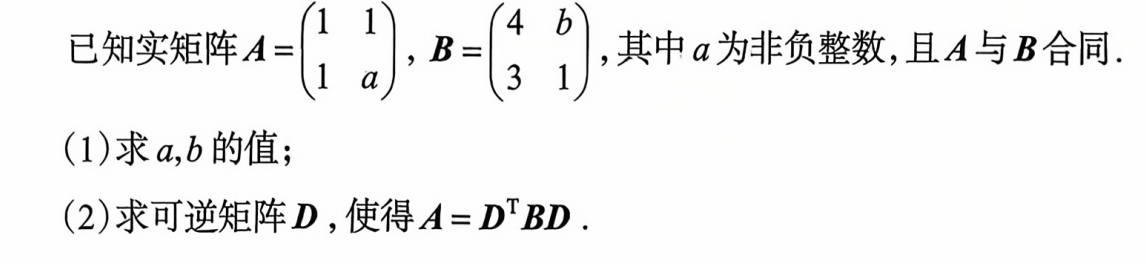 已知实矩阵 A = (1 1; 1 a), B = (4 b; 3 1), 其中 a 为非负整数, 且 A 与 B 合同.
(1)求 a,b 的值;
(2)求可逆矩阵 D , 使得 A = DᵀBD .